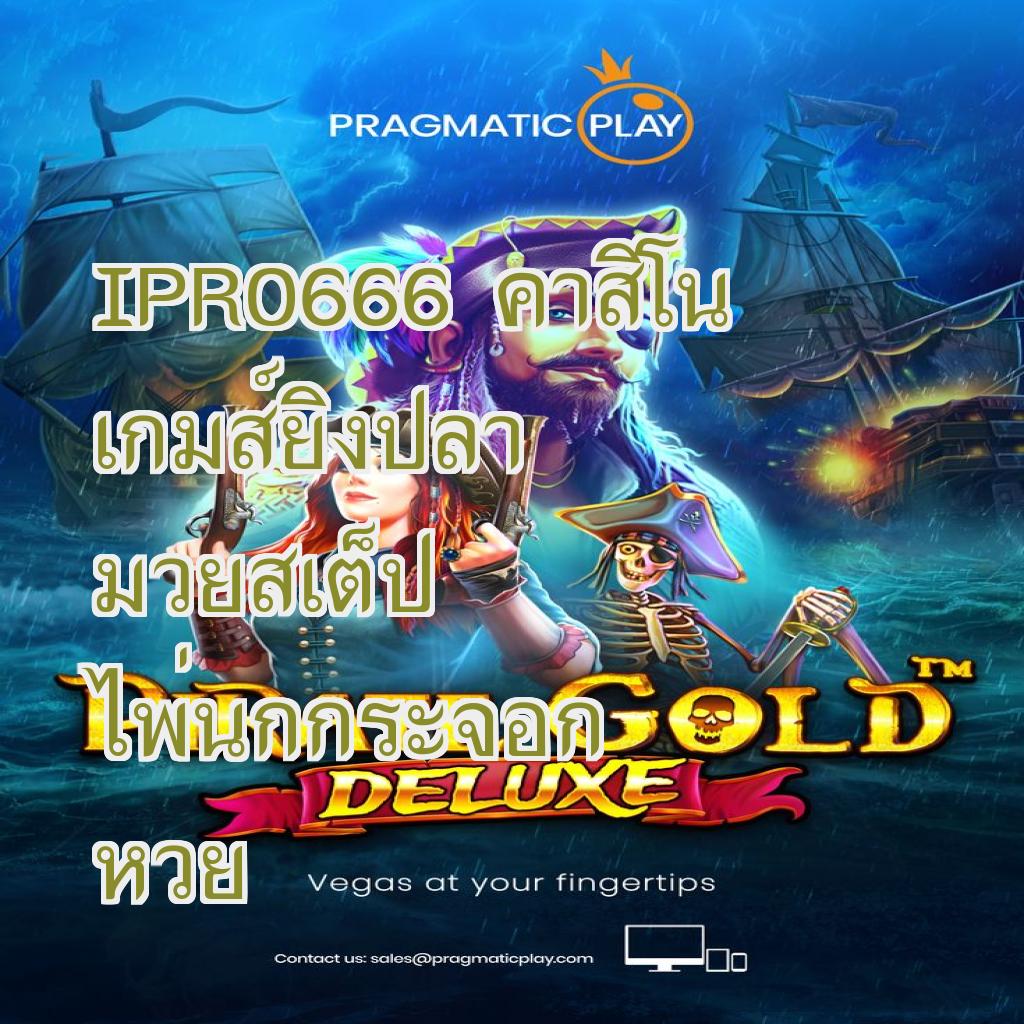 PRAGMATIC PLAY
IPRO666 คาสิโน
เกมส์ยิงปลา
มวยสเต็ป
ไพ่นกกระจอก
PIRATE GOLD™
DELUXE
หวย
Vegas at your fingertips
Contact us: sales@pragmaticplay.com